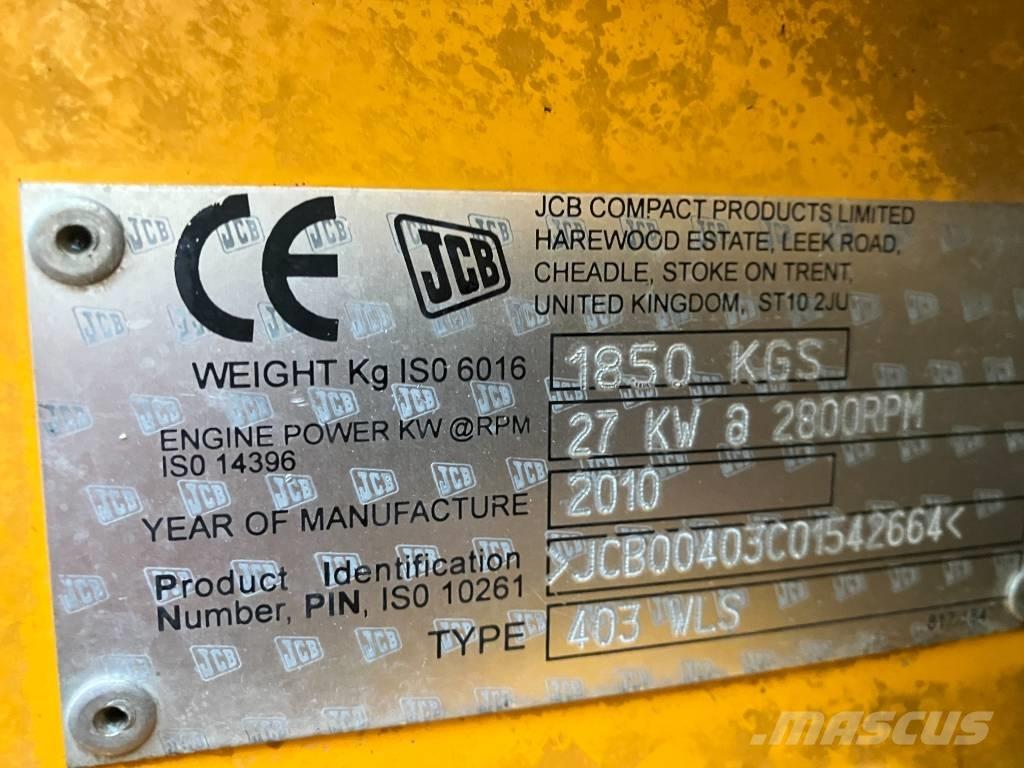 CE
JCB
JCB COMPACT PRODUCTS LIMITED
HAREWOOD ESTATE, LEEK ROAD,
CHEADLE, STOKE ON TRENT,
UNITED KINGDOM, ST10 2JU
WEIGHT Kg IS0 6016
1850 KGS
ENGINE POWER KW @RPM
IS0 14396
27 KW @ 2800RPM
YEAR OF MANUFACTURE
2010
Product Identification
Number, PIN, ISO 10261
>JCB00403C01542664<
TYPE
403 WLS
MASCUS